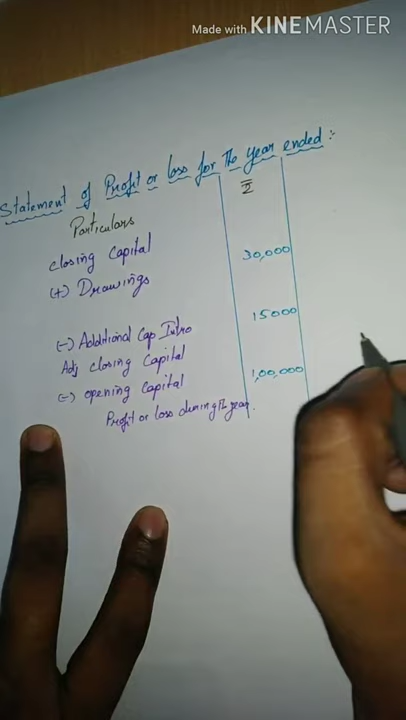 Made with KINEMASTER
Statement of Profit or loss for The year ended :-
Particulars ₹
closing Capital
(+) Drawings 30,000
(-) Additional Cap Intro 15000
Adj closing Capital
(-) opening Capital 1,00,000
Profit or loss during The year.